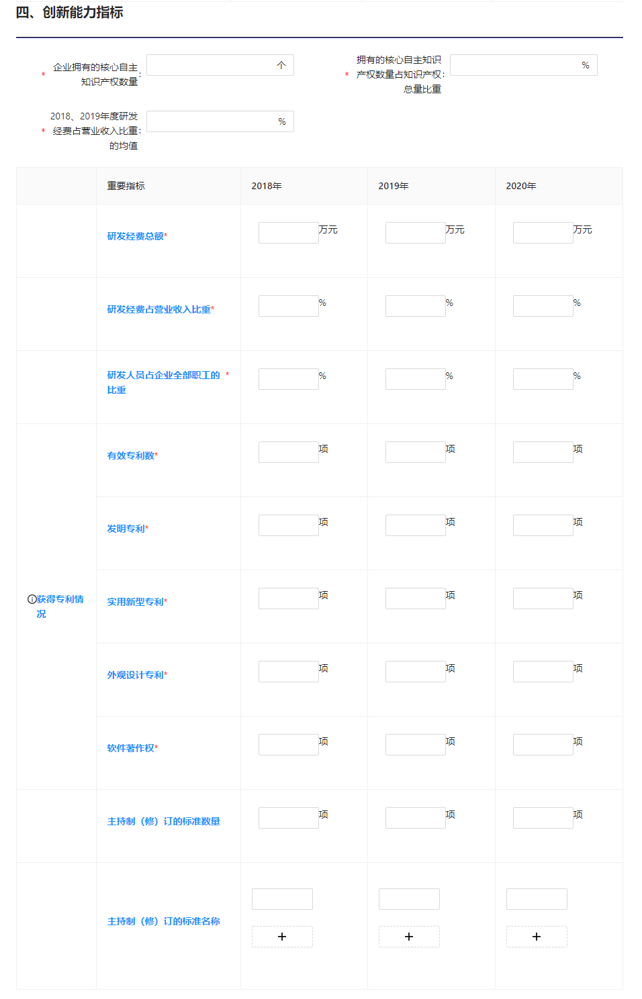 四、创新能力指标
* 企业拥有的核心自主
知识产权数量:
个
拥有的核心自主知识
* 产权数量占知识产权:
总量比重
%
2018、2019年度研发
* 经费占营业收入比重:
的均值
%
重要指标 2018年 2019年 2020年
研发经费总额* 万元 万元 万元
研发经费占营业收入比重* % % %
研发人员占企业全部职工的 *
比重
% % %
获得专利情
况
有效专利数* 项 项 项
发明专利* 项 项 项
实用新型专利* 项 项 项
外观设计专利* 项 项 项
软件著作权* 项 项 项
主持制（修）订的标准数量 项 项 项
主持制（修）订的标准名称
+ + +